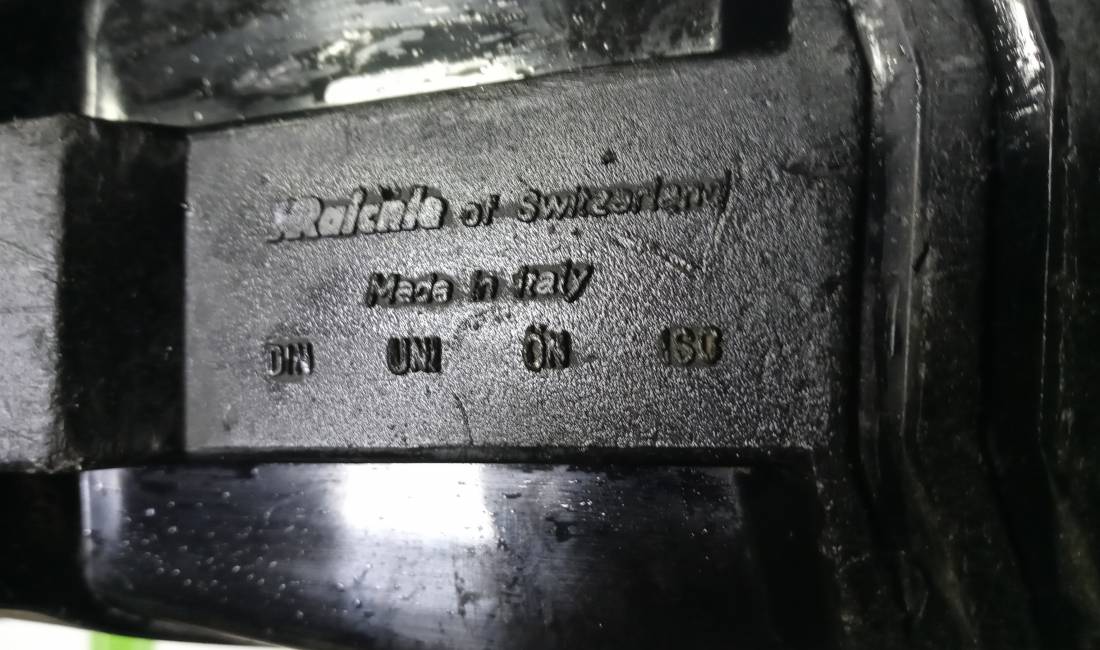 Raichle of Switzerland
Made in Italy
DIN UNI ÖN ISO